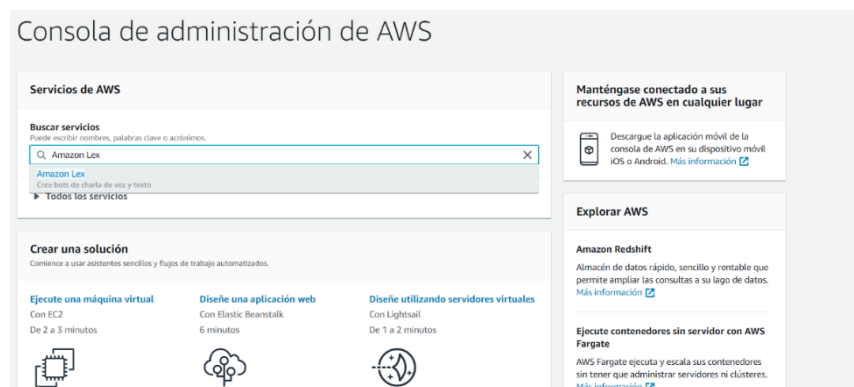 Consola de administración de AWS
Servicios de AWS
Buscar servicios
Puede escribir nombres, palabras clave o acrónimos.
Amazon Lex
Amazon Lex
Cree bots de charla de voz y texto
Todos los servicios
Crear una solución
Comience a usar asistentes sencillos y flujos de trabajo automatizados.
Ejecute una máquina virtual
Con EC2
De 2 a 3 minutos
Diseñe una aplicación web
Con Elastic Beanstalk
6 minutos
Diseñe utilizando servidores virtuales
Con Lightsail
De 1 a 2 minutos
Manténgase conectado a sus
recursos de AWS en cualquier lugar
Descargue la aplicación móvil de la
consola de AWS en su dispositivo móvil
iOS o Android. Más información
Explorar AWS
Amazon Redshift
Almacén de datos rápido, sencillo y rentable que
permite ampliar las consultas a su lago de datos.
Más información
Ejecute contenedores sin servidor con AWS
Fargate
AWS Fargate ejecuta y escala sus contenedores
sin tener que administrar servidores ni clústeres.
Más información